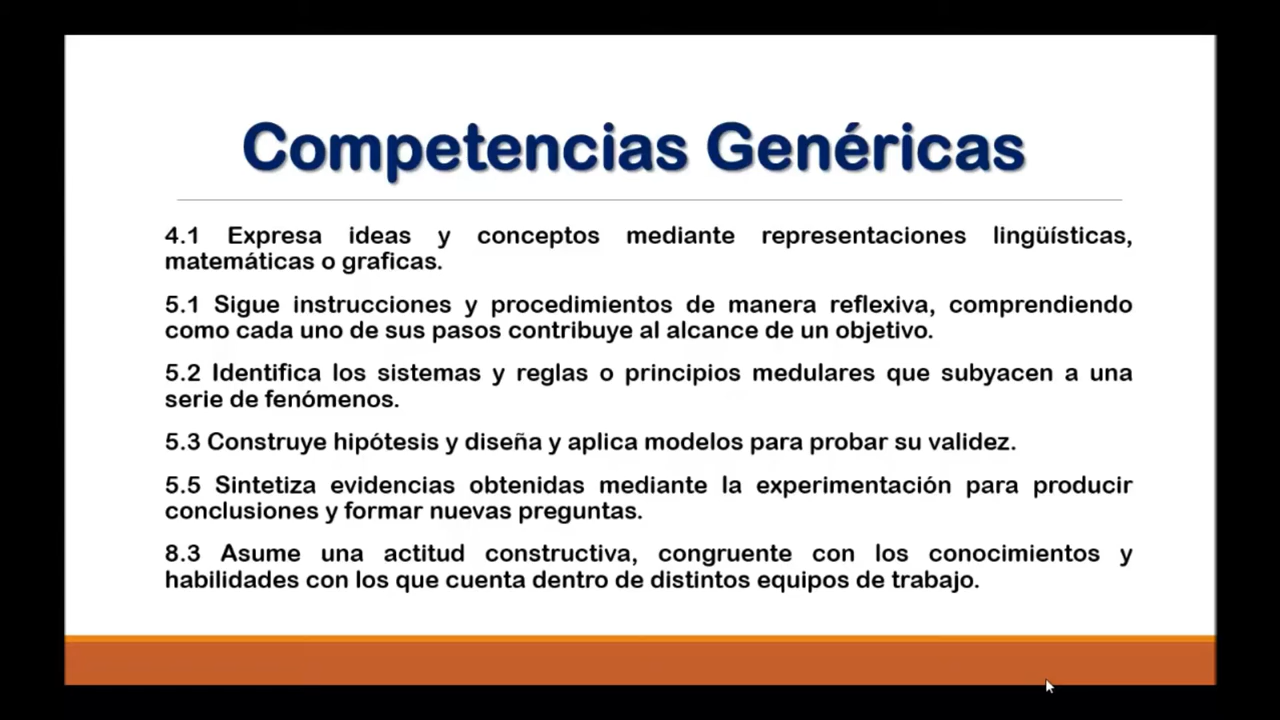 Competencias Genéricas
4.1 Expresa ideas y conceptos mediante representaciones lingüísticas,
matemáticas o graficas.
5.1 Sigue instrucciones y procedimientos de manera reflexiva, comprendiendo
como cada uno de sus pasos contribuye al alcance de un objetivo.
5.2 Identifica los sistemas y reglas o principios medulares que subyacen a una
serie de fenómenos.
5.3 Construye hipótesis y diseña y aplica modelos para probar su validez.
5.5 Sintetiza evidencias obtenidas mediante la experimentación para producir
conclusiones y formar nuevas preguntas.
8.3 Asume una actitud constructiva, congruente con los conocimientos y
habilidades con los que cuenta dentro de distintos equipos de trabajo.